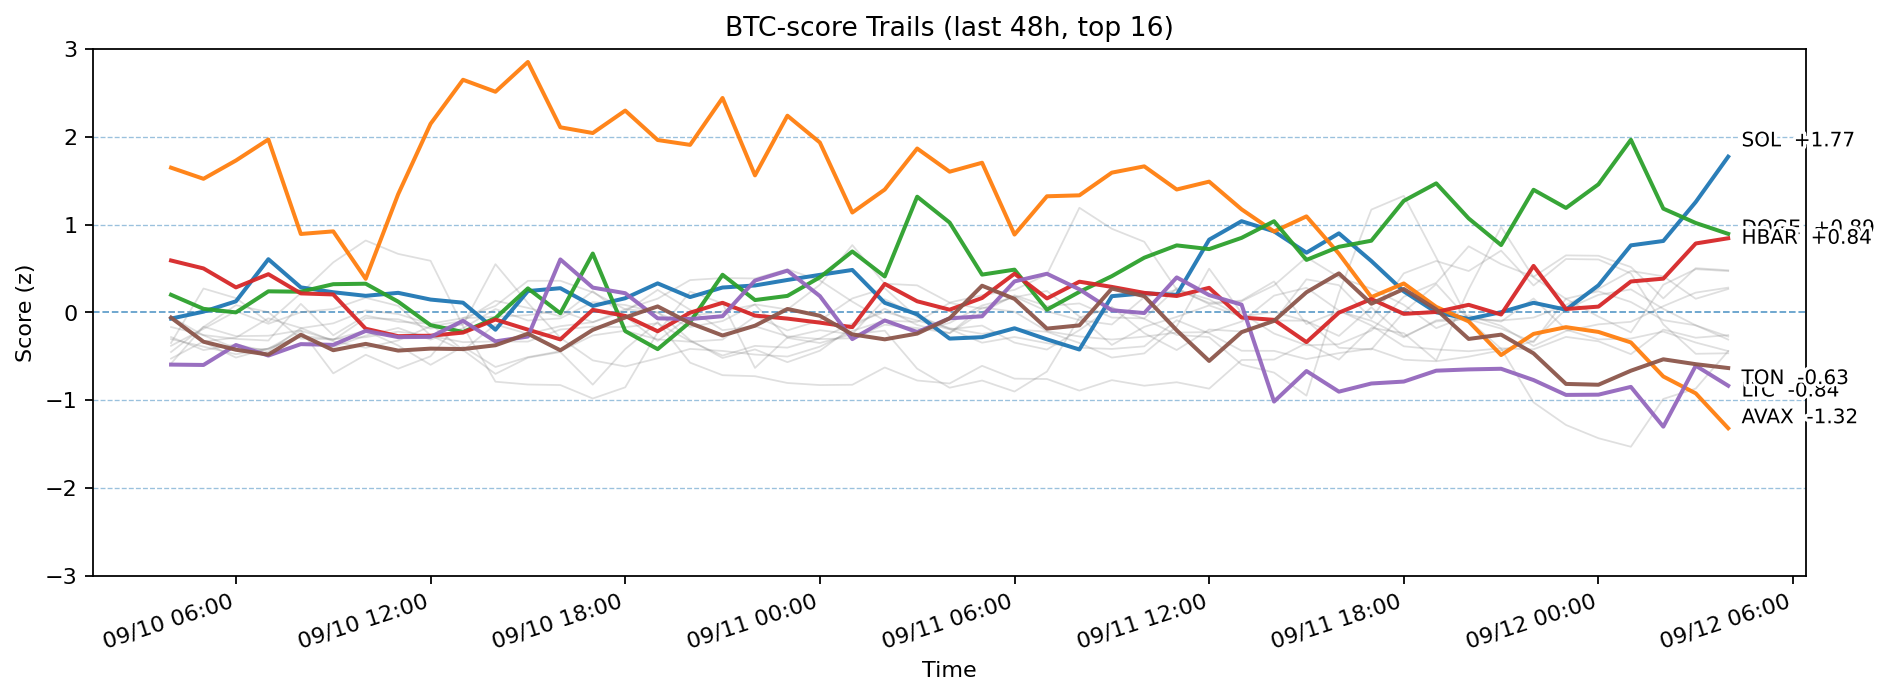 BTC-score Trails (last 48h, top 16)
Score (z)
3
2
1
0
−1
−2
−3
SOL +1.77
HBAR +0.84
TON -0.63
LTC -0.84
AVAX -1.32
09/10 06:00
09/10 12:00
09/10 18:00
09/11 00:00
09/11 06:00
09/11 12:00
09/11 18:00
09/12 00:00
09/12 06:00
Time